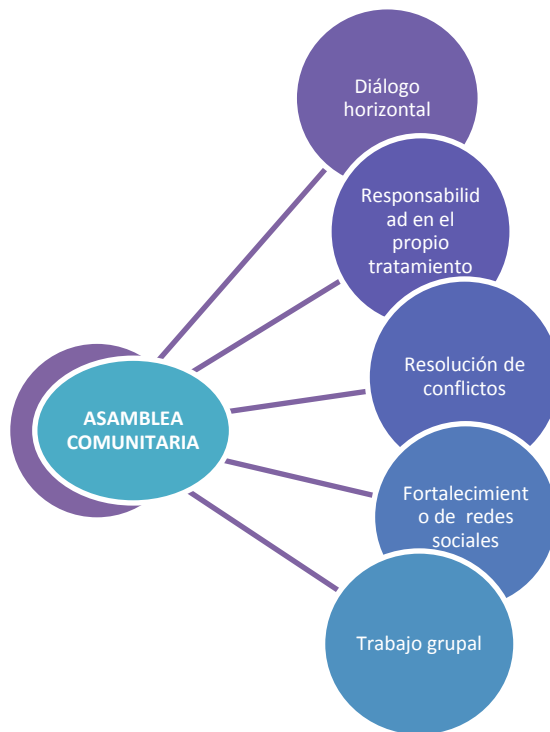 Diálogo
horizontal
Responsabilid
ad en el
propio
tratamiento
Resolución de
conflictos
ASAMBLEA
COMUNITARIA
Fortalecimient
o de redes
sociales
Trabajo grupal